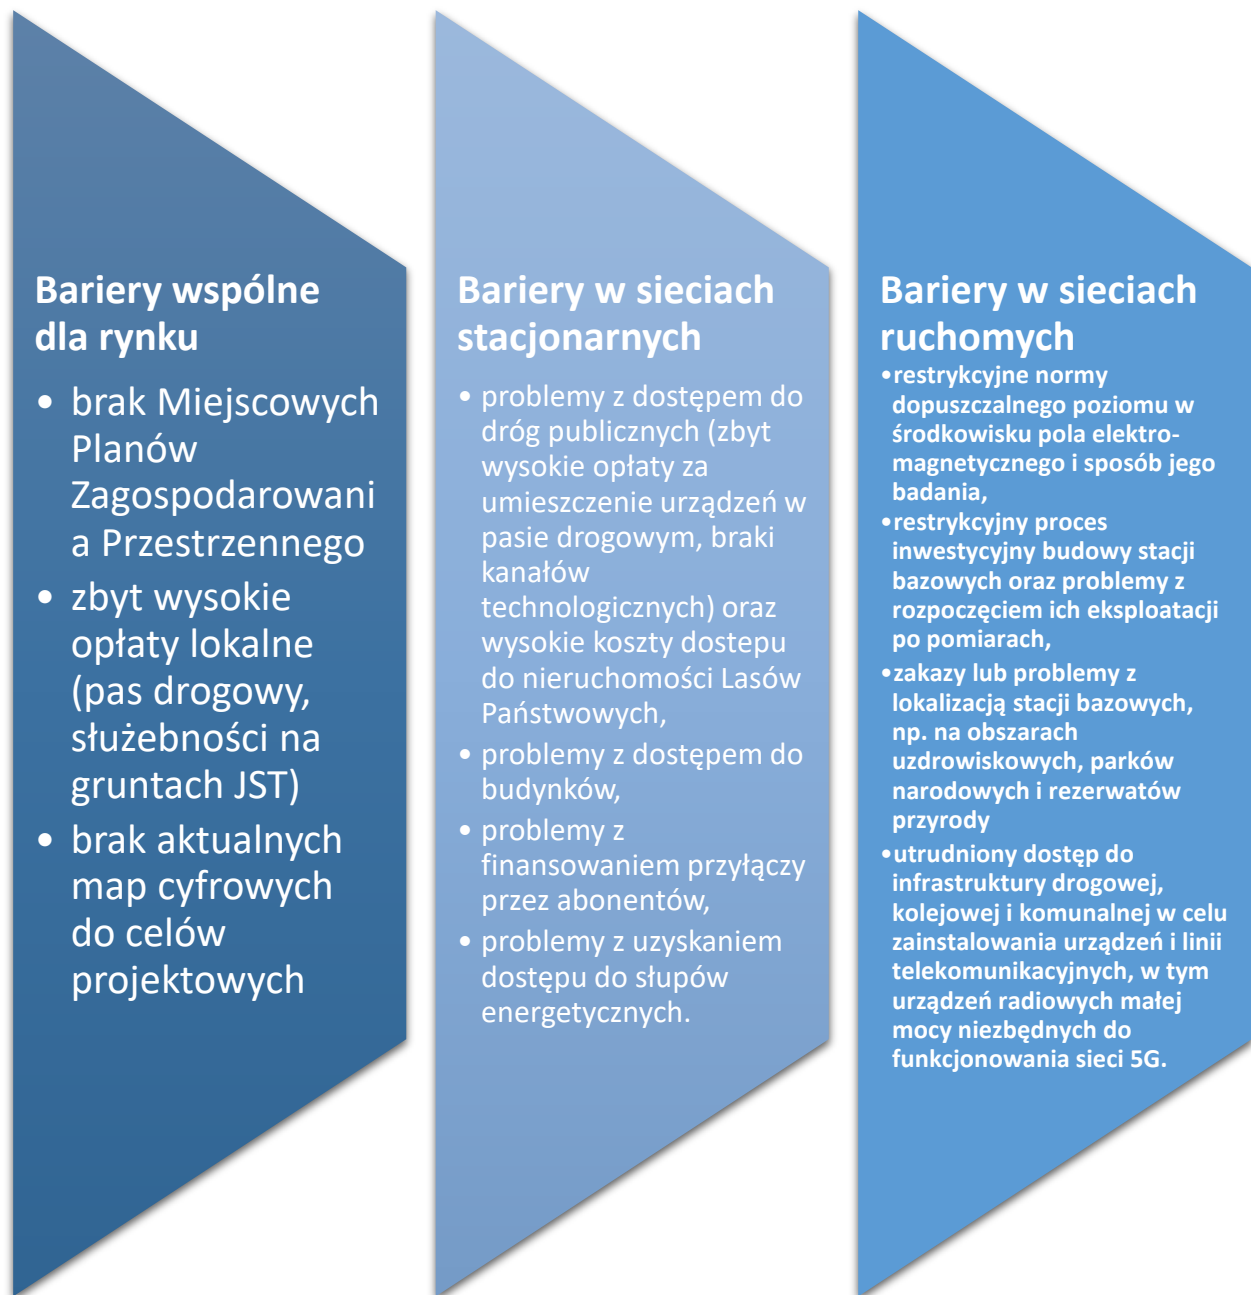 Bariery wspólne
dla rynku
• brak Miejscowych
Planów
Zagospodarowani
a Przestrzennego
• zbyt wysokie
opłaty lokalne
(pas drogowy,
służebności na
gruntach JST)
• brak aktualnych
map cyfrowych
do celów
projektowych
Bariery w sieciach
stacjonarnych
• problemy z dostępem do
dróg publicznych (zbyt
wysokie opłaty za
umieszczenie urządzeń w
pasie drogowym, braki
kanałów
technologicznych) oraz
wysokie koszty dostepu
do nieruchomości Lasów
Państwowych,
• problemy z dostępem do
budynków,
• problemy z
finansowaniem przyłączy
przez abonentów,
• problemy z uzyskaniem
dostępu do słupów
energetycznych.
Bariery w sieciach
ruchomych
•restrykcyjne normy
dopuszczalnego poziomu w
środkowisku pola elektro-
magnetycznego i sposób jego
badania,
•restrykcyjny proces
inwestycyjny budowy stacji
bazowych oraz problemy z
rozpoczęciem ich eksploatacji
po pomiarach,
•zakazy lub problemy z
lokalizacją stacji bazowych,
np. na obszarach
uzdrowiskowych, parków
narodowych i rezerwatów
przyrody
•utrudniony dostęp do
infrastruktury drogowej,
kolejowej i komunalnej w celu
zainstalowania urządzeń i linii
telekomunikacyjnych, w tym
urządzeń radiowych małej
mocy niezbędnych do
funkcjonowania sieci 5G.